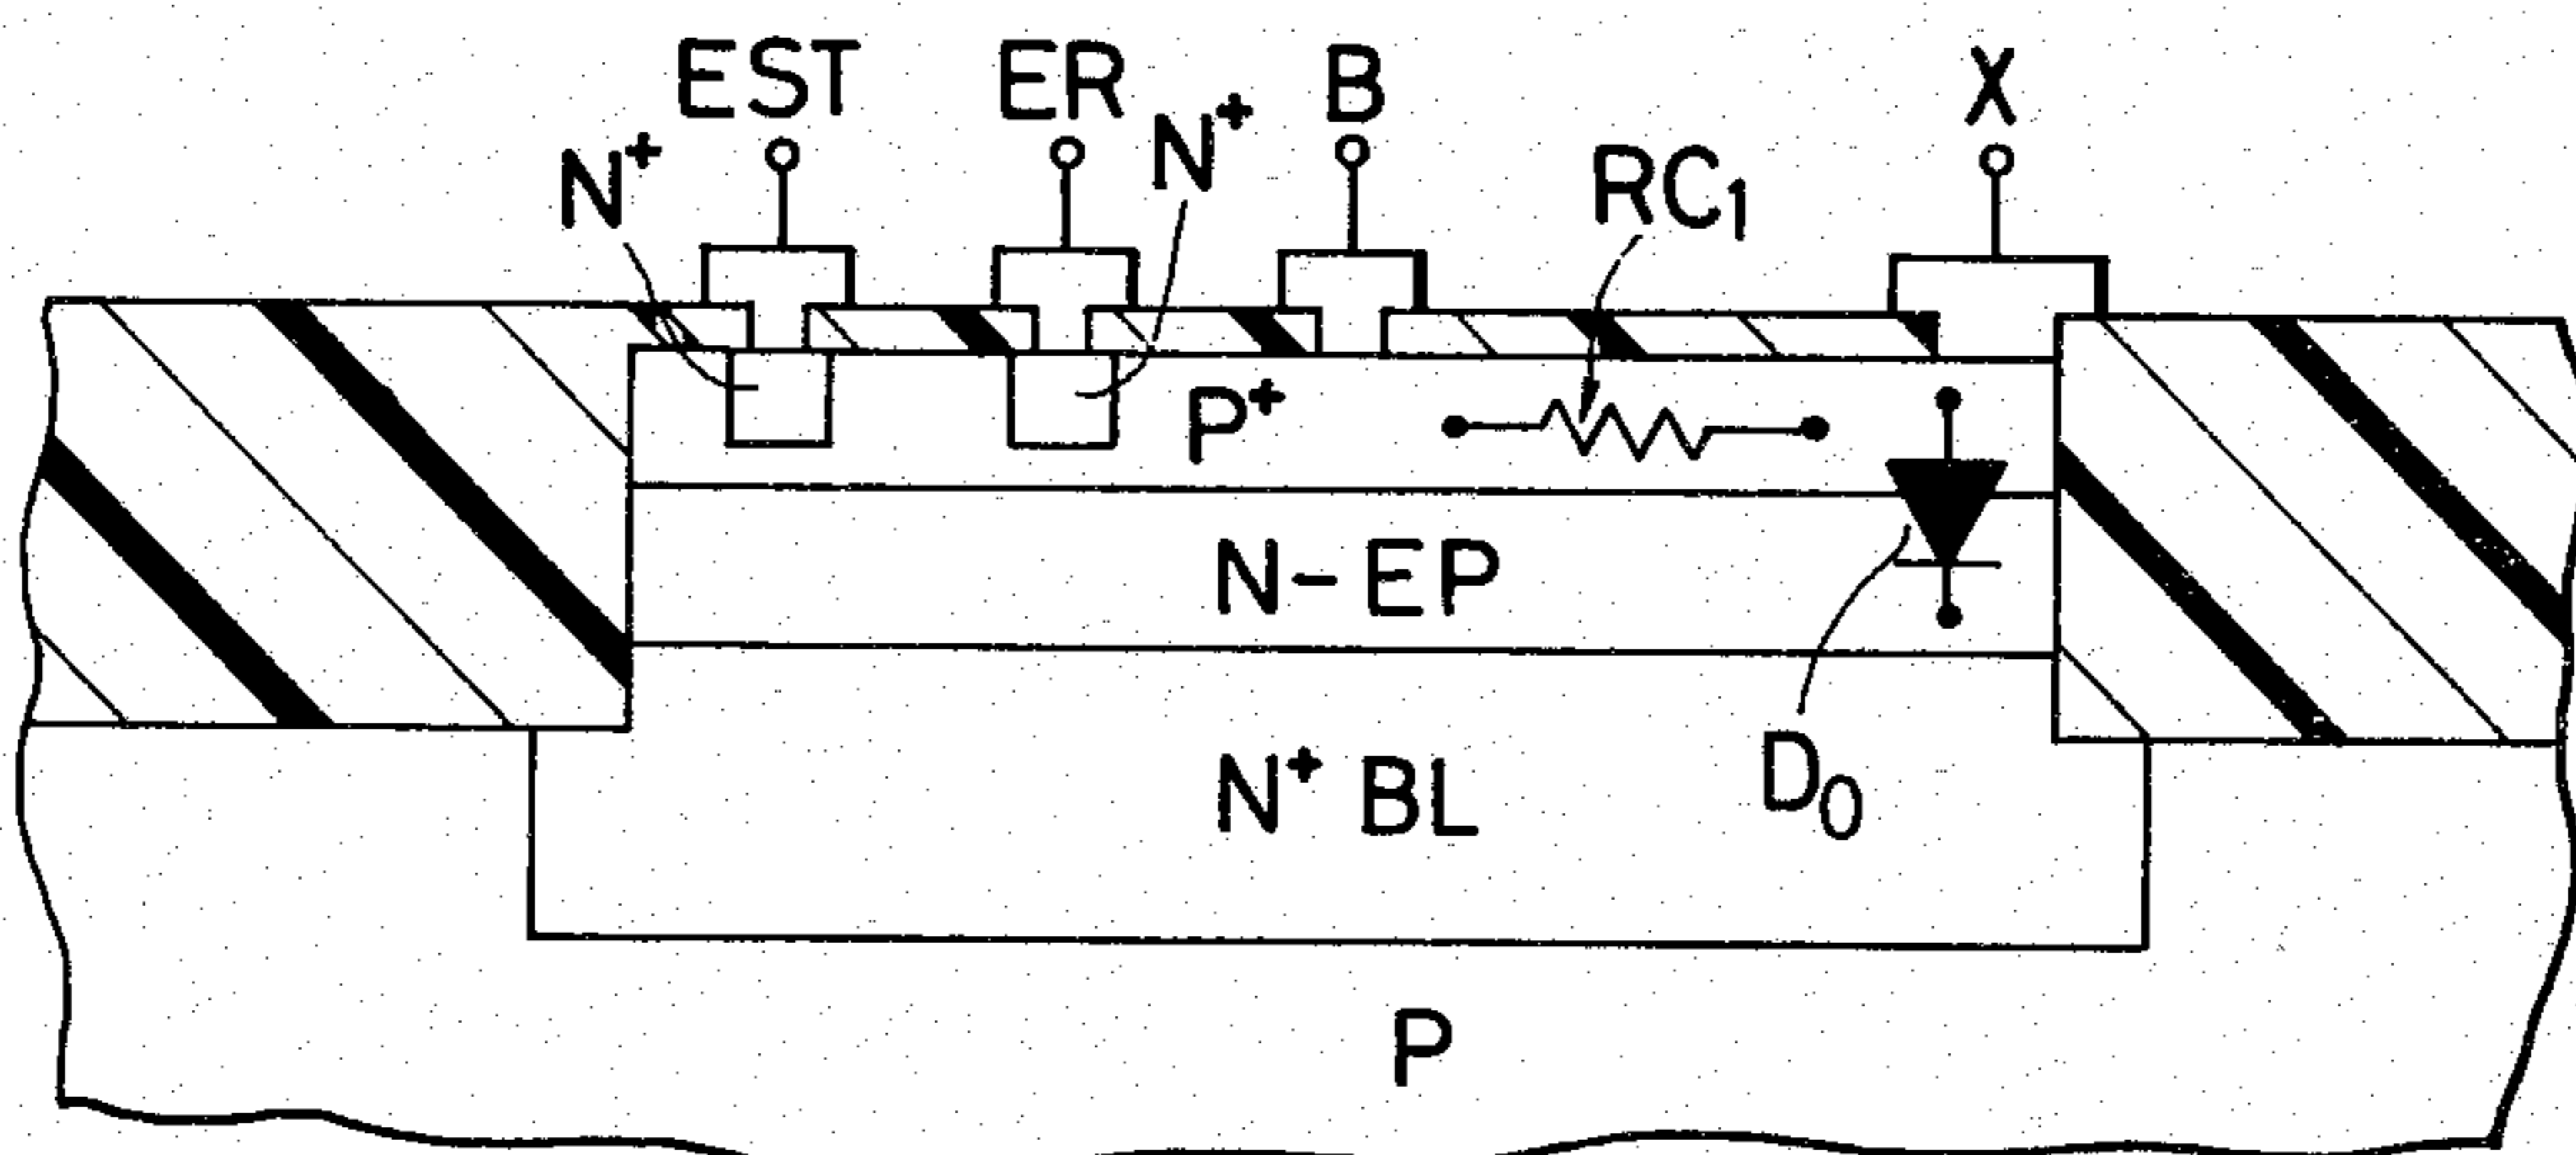 EST ER B X
N⁺ N⁺ RC₁
P⁺
N-EP
N⁺ BL D₀
P